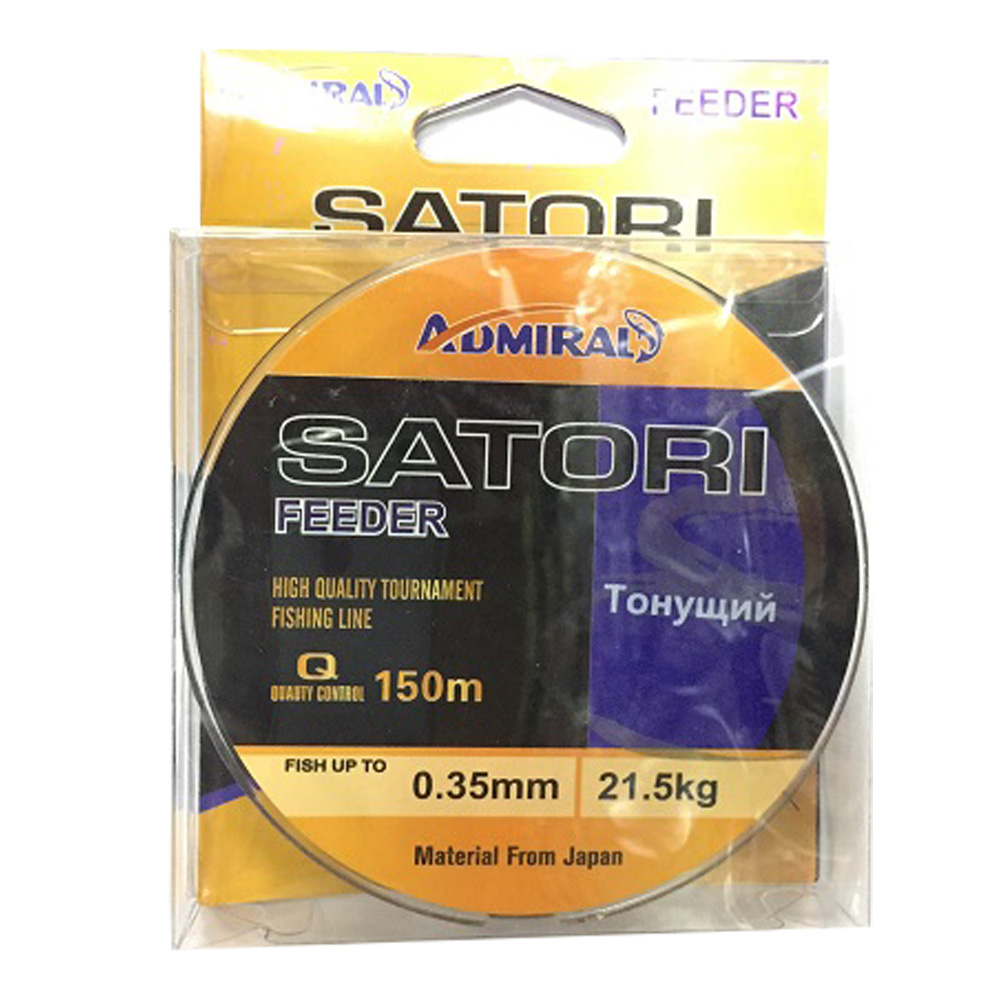 FEEDER
SATORI
ADMIRAL
SATORI
FEEDER
HIGH QUALITY TOURNAMENT
FISHING LINE
Тонущий
Q
QUALITY CONTROL
150m
FISH UP TO
0.35mm
21.5kg
Material From Japan